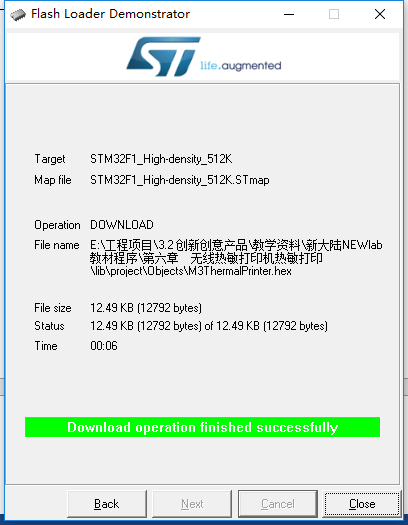 Flash Loader Demonstrator
ST life.augmented
Target STM32F1_High-density_512K
Map file STM32F1_High-density_512K.STmap
Operation DOWNLOAD
File name E:\工程项目\3.2 创新创意产品\教学资料\新大陆NEWlab
教材程序\第六章 无线热敏打印机热敏打印
\lib\project\Objects\M3ThermalPrinter.hex
File size 12.49 KB (12792 bytes)
Status 12.49 KB (12792 bytes) of 12.49 KB (12792 bytes)
Time 00:06
Download operation finished successfully
Back Next Cancel Close